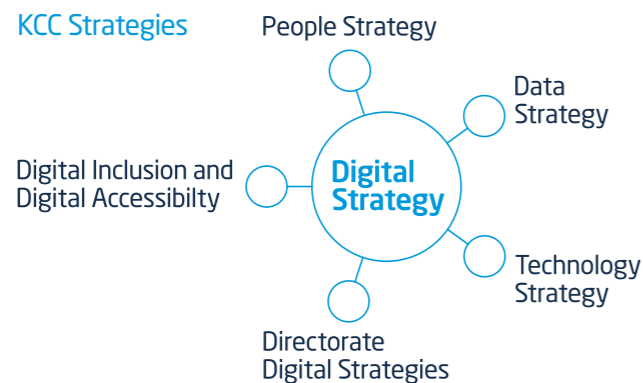 KCC Strategies
People Strategy
Data
Strategy
Digital Inclusion and
Digital Accessibilty
Digital
Strategy
Technology
Strategy
Directorate
Digital Strategies